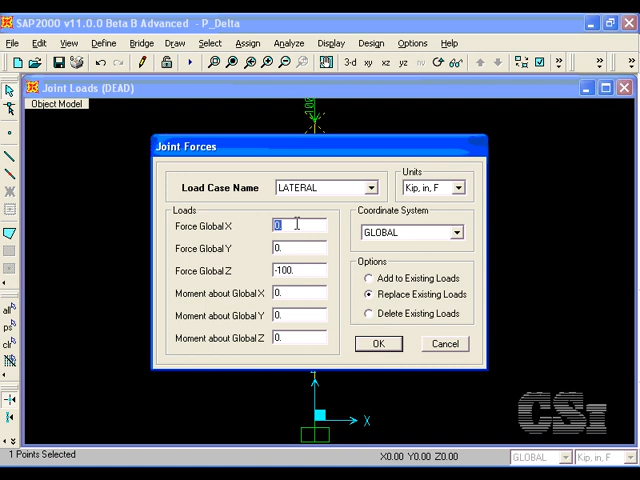 SAP2000 v11.0.0 Beta B Advanced - P_Delta
File Edit View Define Bridge Draw Select Assign Analyze Display Design Options Help
3-d xy xz yz
Joint Loads (DEAD)
Object Model
Joint Forces
Load Case Name LATERAL
Units
Kip, in, F
Loads
Force Global X 0.
Force Global Y 0.
Force Global Z -100.
Moment about Global X 0.
Moment about Global Y 0.
Moment about Global Z 0.
Coordinate System
GLOBAL
Options
Add to Existing Loads
Replace Existing Loads
Delete Existing Loads
OK Cancel
all
ps
clr
X
CSi
1 Points Selected X0.00 Y0.00 Z0.00 GLOBAL Kip, in, F